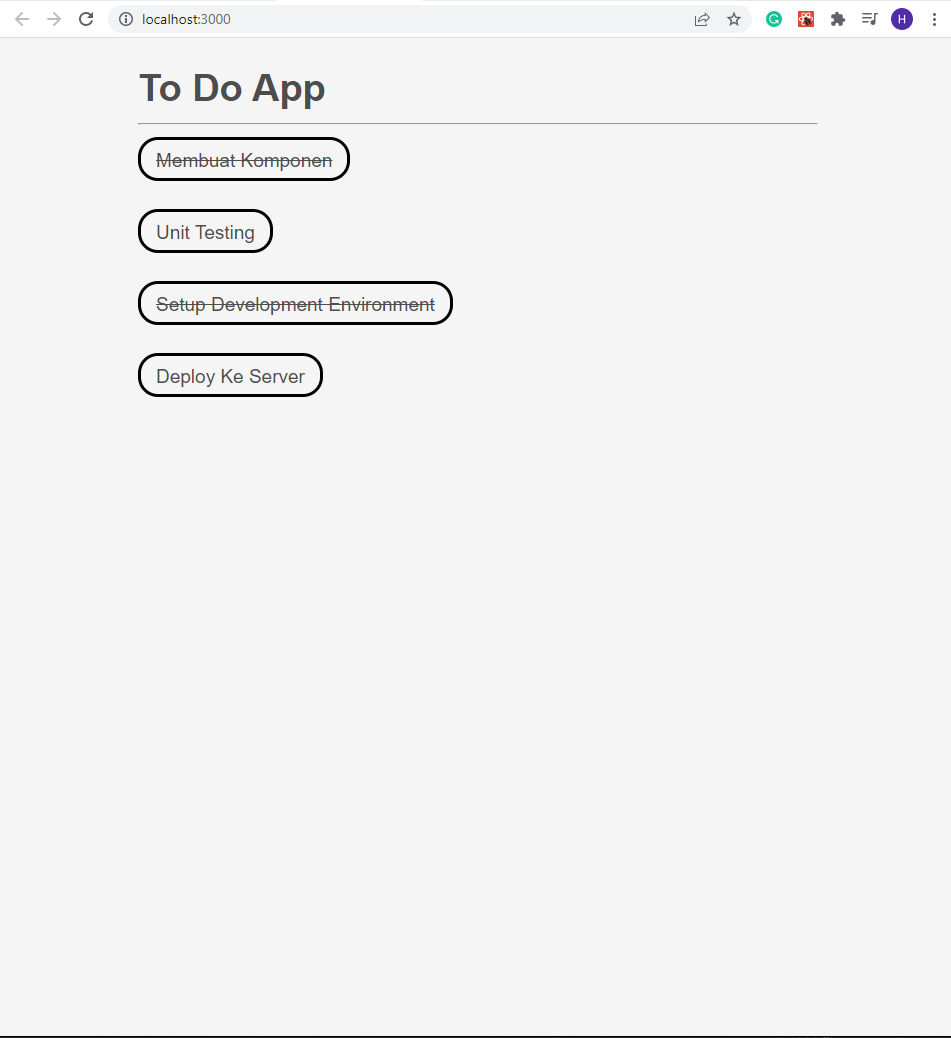 localhost:3000
H
To Do App
Membuat Komponen
Unit Testing
Setup Development Environment
Deploy Ke Server